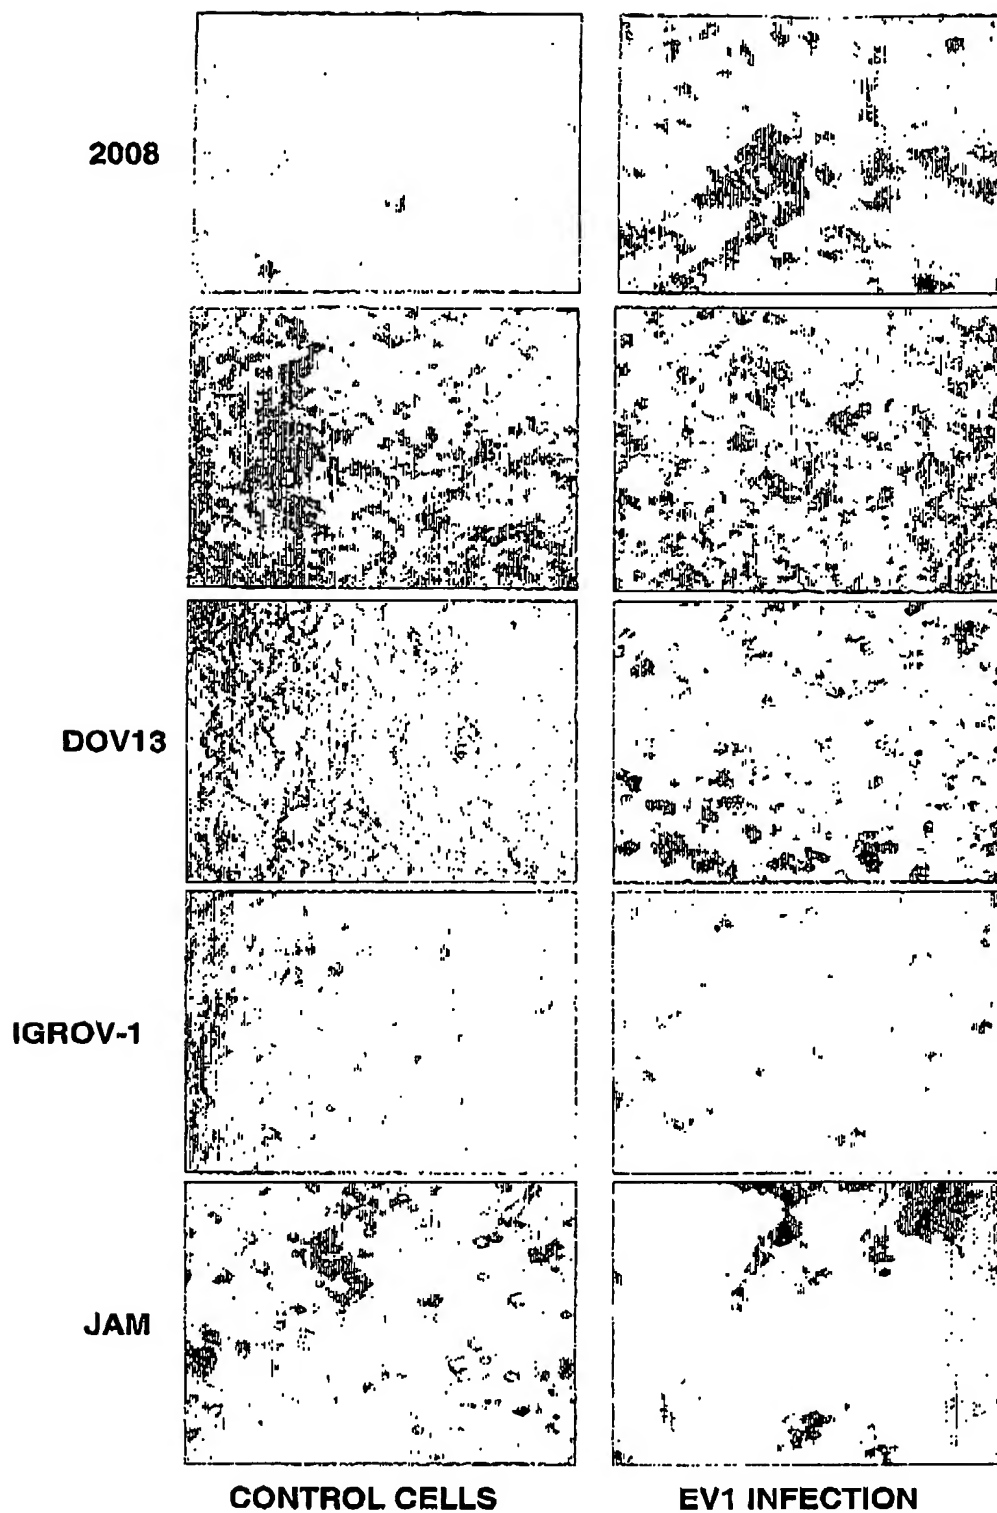 2008
DOV13
IGROV-1
JAM
CONTROL CELLS
EV1 INFECTION